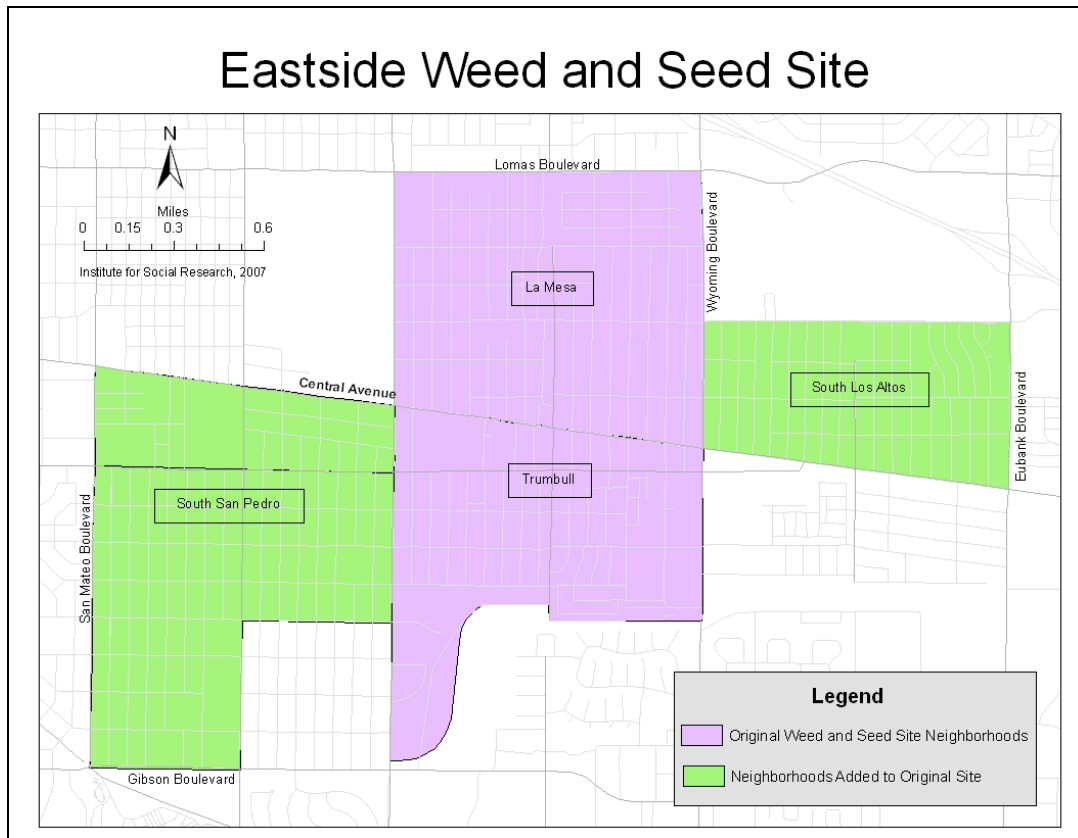 Eastside Weed and Seed Site
N
Miles
0 0.15 0.3 0.6
Institute for Social Research, 2007
Lomas Boulevard
Wyoming Boulevard
La Mesa
Central Avenue
South Los Altos
Eubank Boulevard
Trumbull
South San Pedro
San Mateo Boulevard
Gibson Boulevard
Legend
Original Weed and Seed Site Neighborhoods
Neighborhoods Added to Original Site